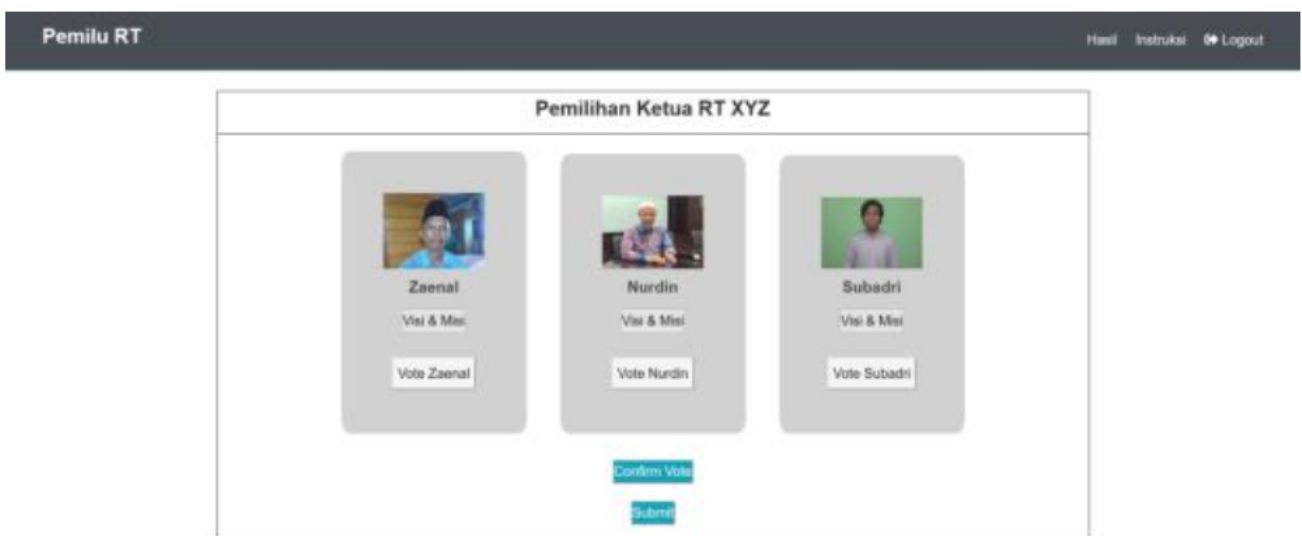 Pemilu RT
Hasil Instruksi Logout
Pemilihan Ketua RT XYZ
Zaenal Nurdin Subadri
Visi & Misi Visi & Misi Visi & Misi
Vote Zaenal Vote Nurdin Vote Subadri
Confirm Vote
Submit